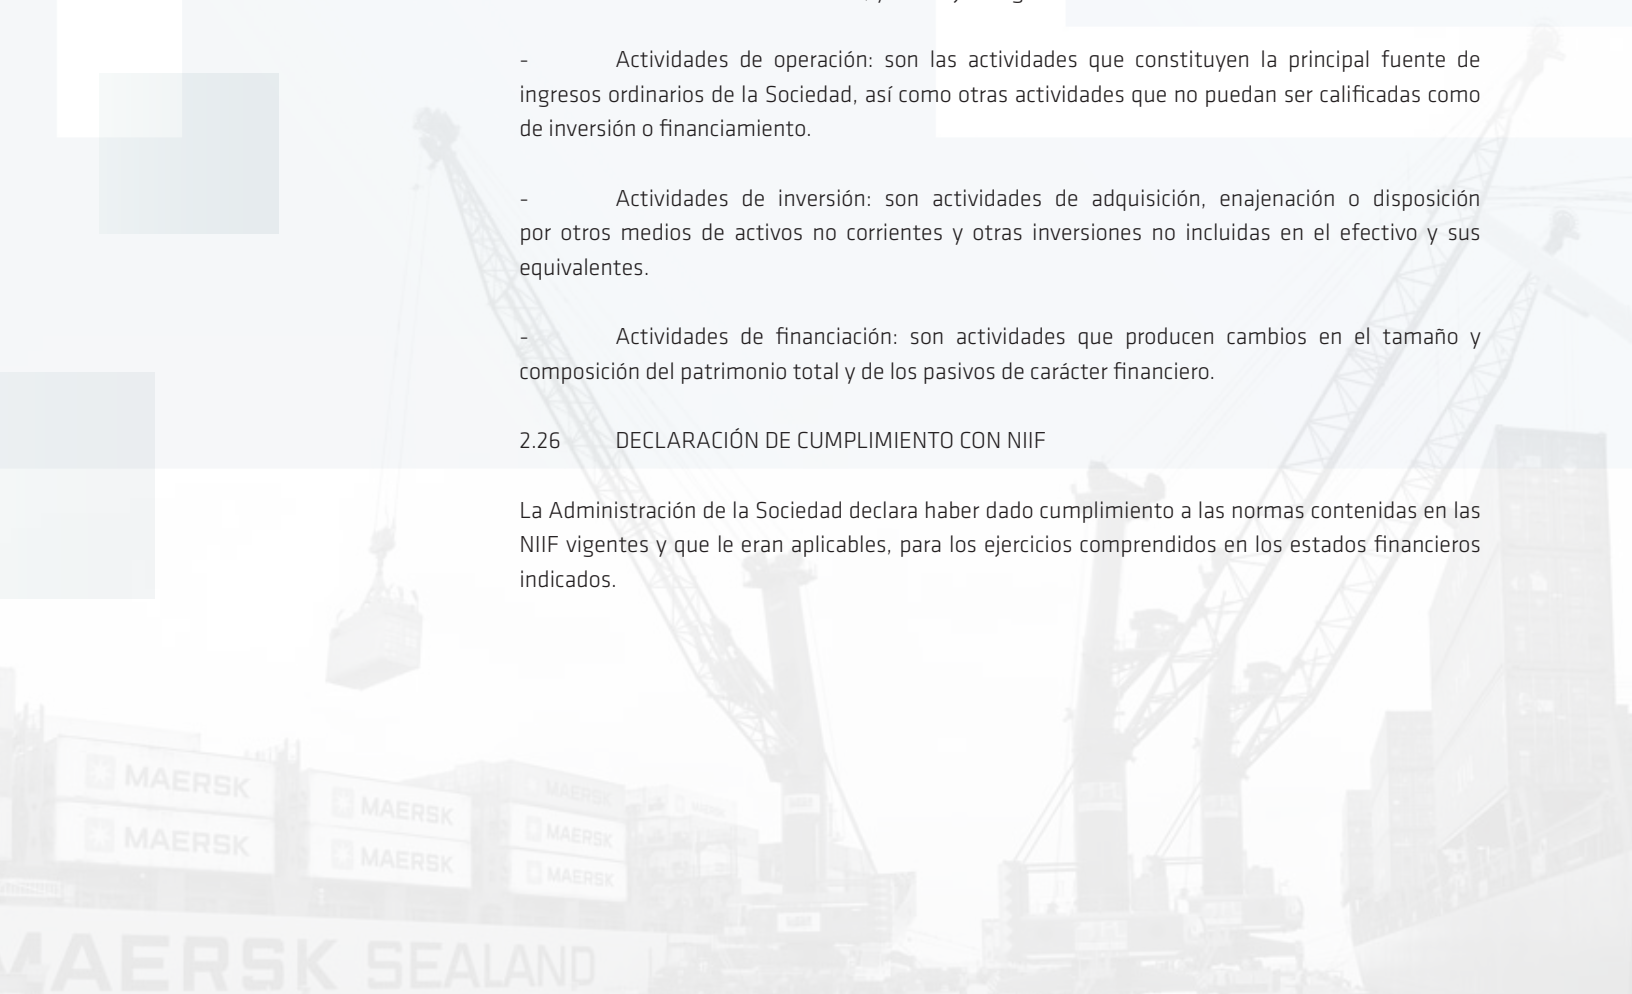 - Actividades de operación: son las actividades que constituyen la principal fuente de
ingresos ordinarios de la Sociedad, así como otras actividades que no puedan ser calificadas como
de inversión o financiamiento.
- Actividades de inversión: son actividades de adquisición, enajenación o disposición
por otros medios de activos no corrientes y otras inversiones no incluidas en el efectivo y sus
equivalentes.
- Actividades de financiación: son actividades que producen cambios en el tamaño y
composición del patrimonio total y de los pasivos de carácter financiero.
2.26 DECLARACIÓN DE CUMPLIMIENTO CON NIIF
La Administración de la Sociedad declara haber dado cumplimiento a las normas contenidas en las
NIIF vigentes y que le eran aplicables, para los ejercicios comprendidos en los estados financieros
indicados.
MAERSK
MAERSK
MAERSK
MAERSK
MAERSK
MAERSK
MAERSK
MAERSK SEALAND